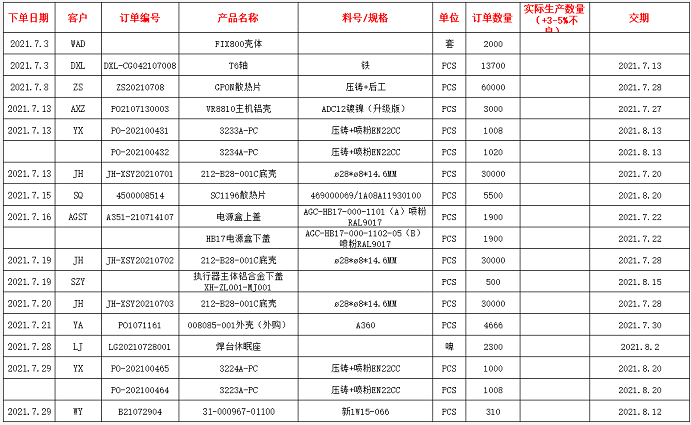 下单日期 客户 订单编号 产品名称 料号/规格 单位 订单数量 实际生产数量（+3-5%不良） 交期
2021.7.3 WAD FIX800壳体 套 2000
2021.7.3 DXL DXL-CG042107008 T6轴 铁 PCS 13700 2021.7.13
2021.7.8 ZS ZS20210708 GPON散热片 压铸+后工 PCS 60000 2021.7.28
2021.7.13 AXZ PO2107130003 VR8810主机铝壳 ADC12镀镍（升级版） PCS 3000 2021.7.27
2021.7.13 YX PO-202100431 3233A-PC 压铸+喷粉EN22CC PCS 1008 2021.8.13
PO-202100432 3234A-PC 压铸+喷粉EN22CC PCS 1020 2021.8.13
2021.7.13 JH JH-XSY20210701 212-B28-001C底壳 ø28*ø8*14.6MM PCS 30000 2021.7.20
2021.7.15 SQ 4500008514 SC1196散热片 469000069/1A08A11930100 PCS 5500 2021.8.20
2021.7.16 AGST A351-210714107 电源盒上盖 AGC-HB17-000-1101（A）喷粉RAL9017 PCS 1900 2021.7.22
HB17电源盒下盖 AGC-HB17-000-1102-05（B）喷粉RAL9017 PCS 1900 2021.7.22
2021.7.19 JH JH-XSY20210702 212-B28-001C底壳 ø28*ø8*14.6MM PCS 30000 2021.7.28
2021.7.19 SZY 执行器主体铝合金下盖XH-ZL001-MJ001 PCS 500 2021.8.15
2021.7.20 JH JH-XSY20210703 212-B28-001C底壳 ø28*ø8*14.6MM PCS 30000 2021.7.28
2021.7.21 YA PO1071161 008085-001外壳（外购） A360 PCS 4666 2021.7.30
2021.7.28 LJ LG20210728001 焊台休眠座 2300 2021.8.2
2021.7.29 YX PO-202100465 3224A-PC 压铸+喷粉EN22CC PCS 1000 2021.8.20
PO-202100464 3223A-PC 压铸+喷粉EN22CC PCS 1008 2021.8.20
2021.7.29 WY B21072904 31-000967-01100 新1W15-066 PCS 310 2021.8.12